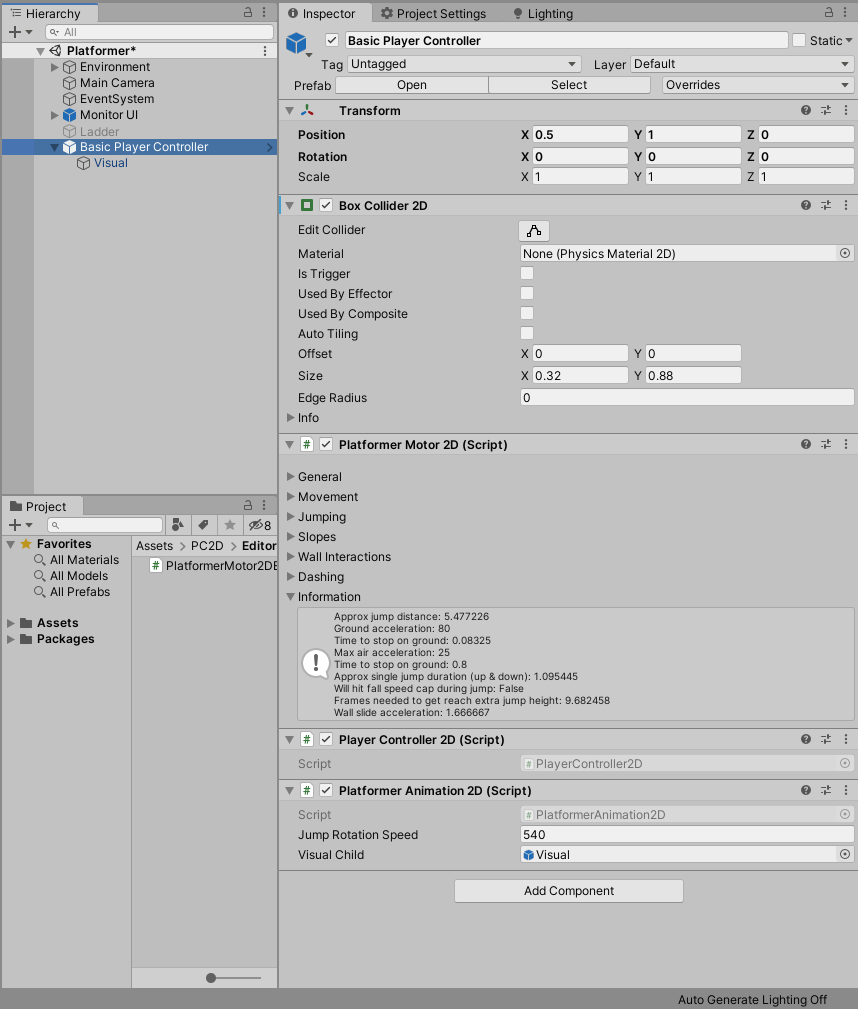 Hierarchy
All
Platformer*
Environment
Main Camera
EventSystem
Monitor UI
Ladder
Basic Player Controller
Visual
Project
8
Favorites
All Materials
All Models
All Prefabs
Assets
Packages
Assets > PC2D > Editor
# PlatformerMotor2DE
Inspector Project Settings Lighting
Basic Player Controller Static
Tag Untagged Layer Default
Prefab Open Select Overrides
Transform
Position X 0.5 Y 1 Z 0
Rotation X 0 Y 0 Z 0
Scale X 1 Y 1 Z 1
Box Collider 2D
Edit Collider
Material None (Physics Material 2D)
Is Trigger
Used By Effector
Used By Composite
Auto Tiling
Offset X 0 Y 0
Size X 0.32 Y 0.88
Edge Radius 0
Info
# Platformer Motor 2D (Script)
General
Movement
Jumping
Slopes
Wall Interactions
Dashing
Information
Approx jump distance: 5.477226
Ground acceleration: 80
Time to stop on ground: 0.08325
Max air acceleration: 25
Time to stop on ground: 0.8
Approx single jump duration (up & down): 1.095445
Will hit fall speed cap during jump: False
Frames needed to get reach extra jump height: 9.682458
Wall slide acceleration: 1.666667
# Player Controller 2D (Script)
Script # PlayerController2D
# Platformer Animation 2D (Script)
Script # PlatformerAnimation2D
Jump Rotation Speed 540
Visual Child Visual
Add Component
Auto Generate Lighting Off